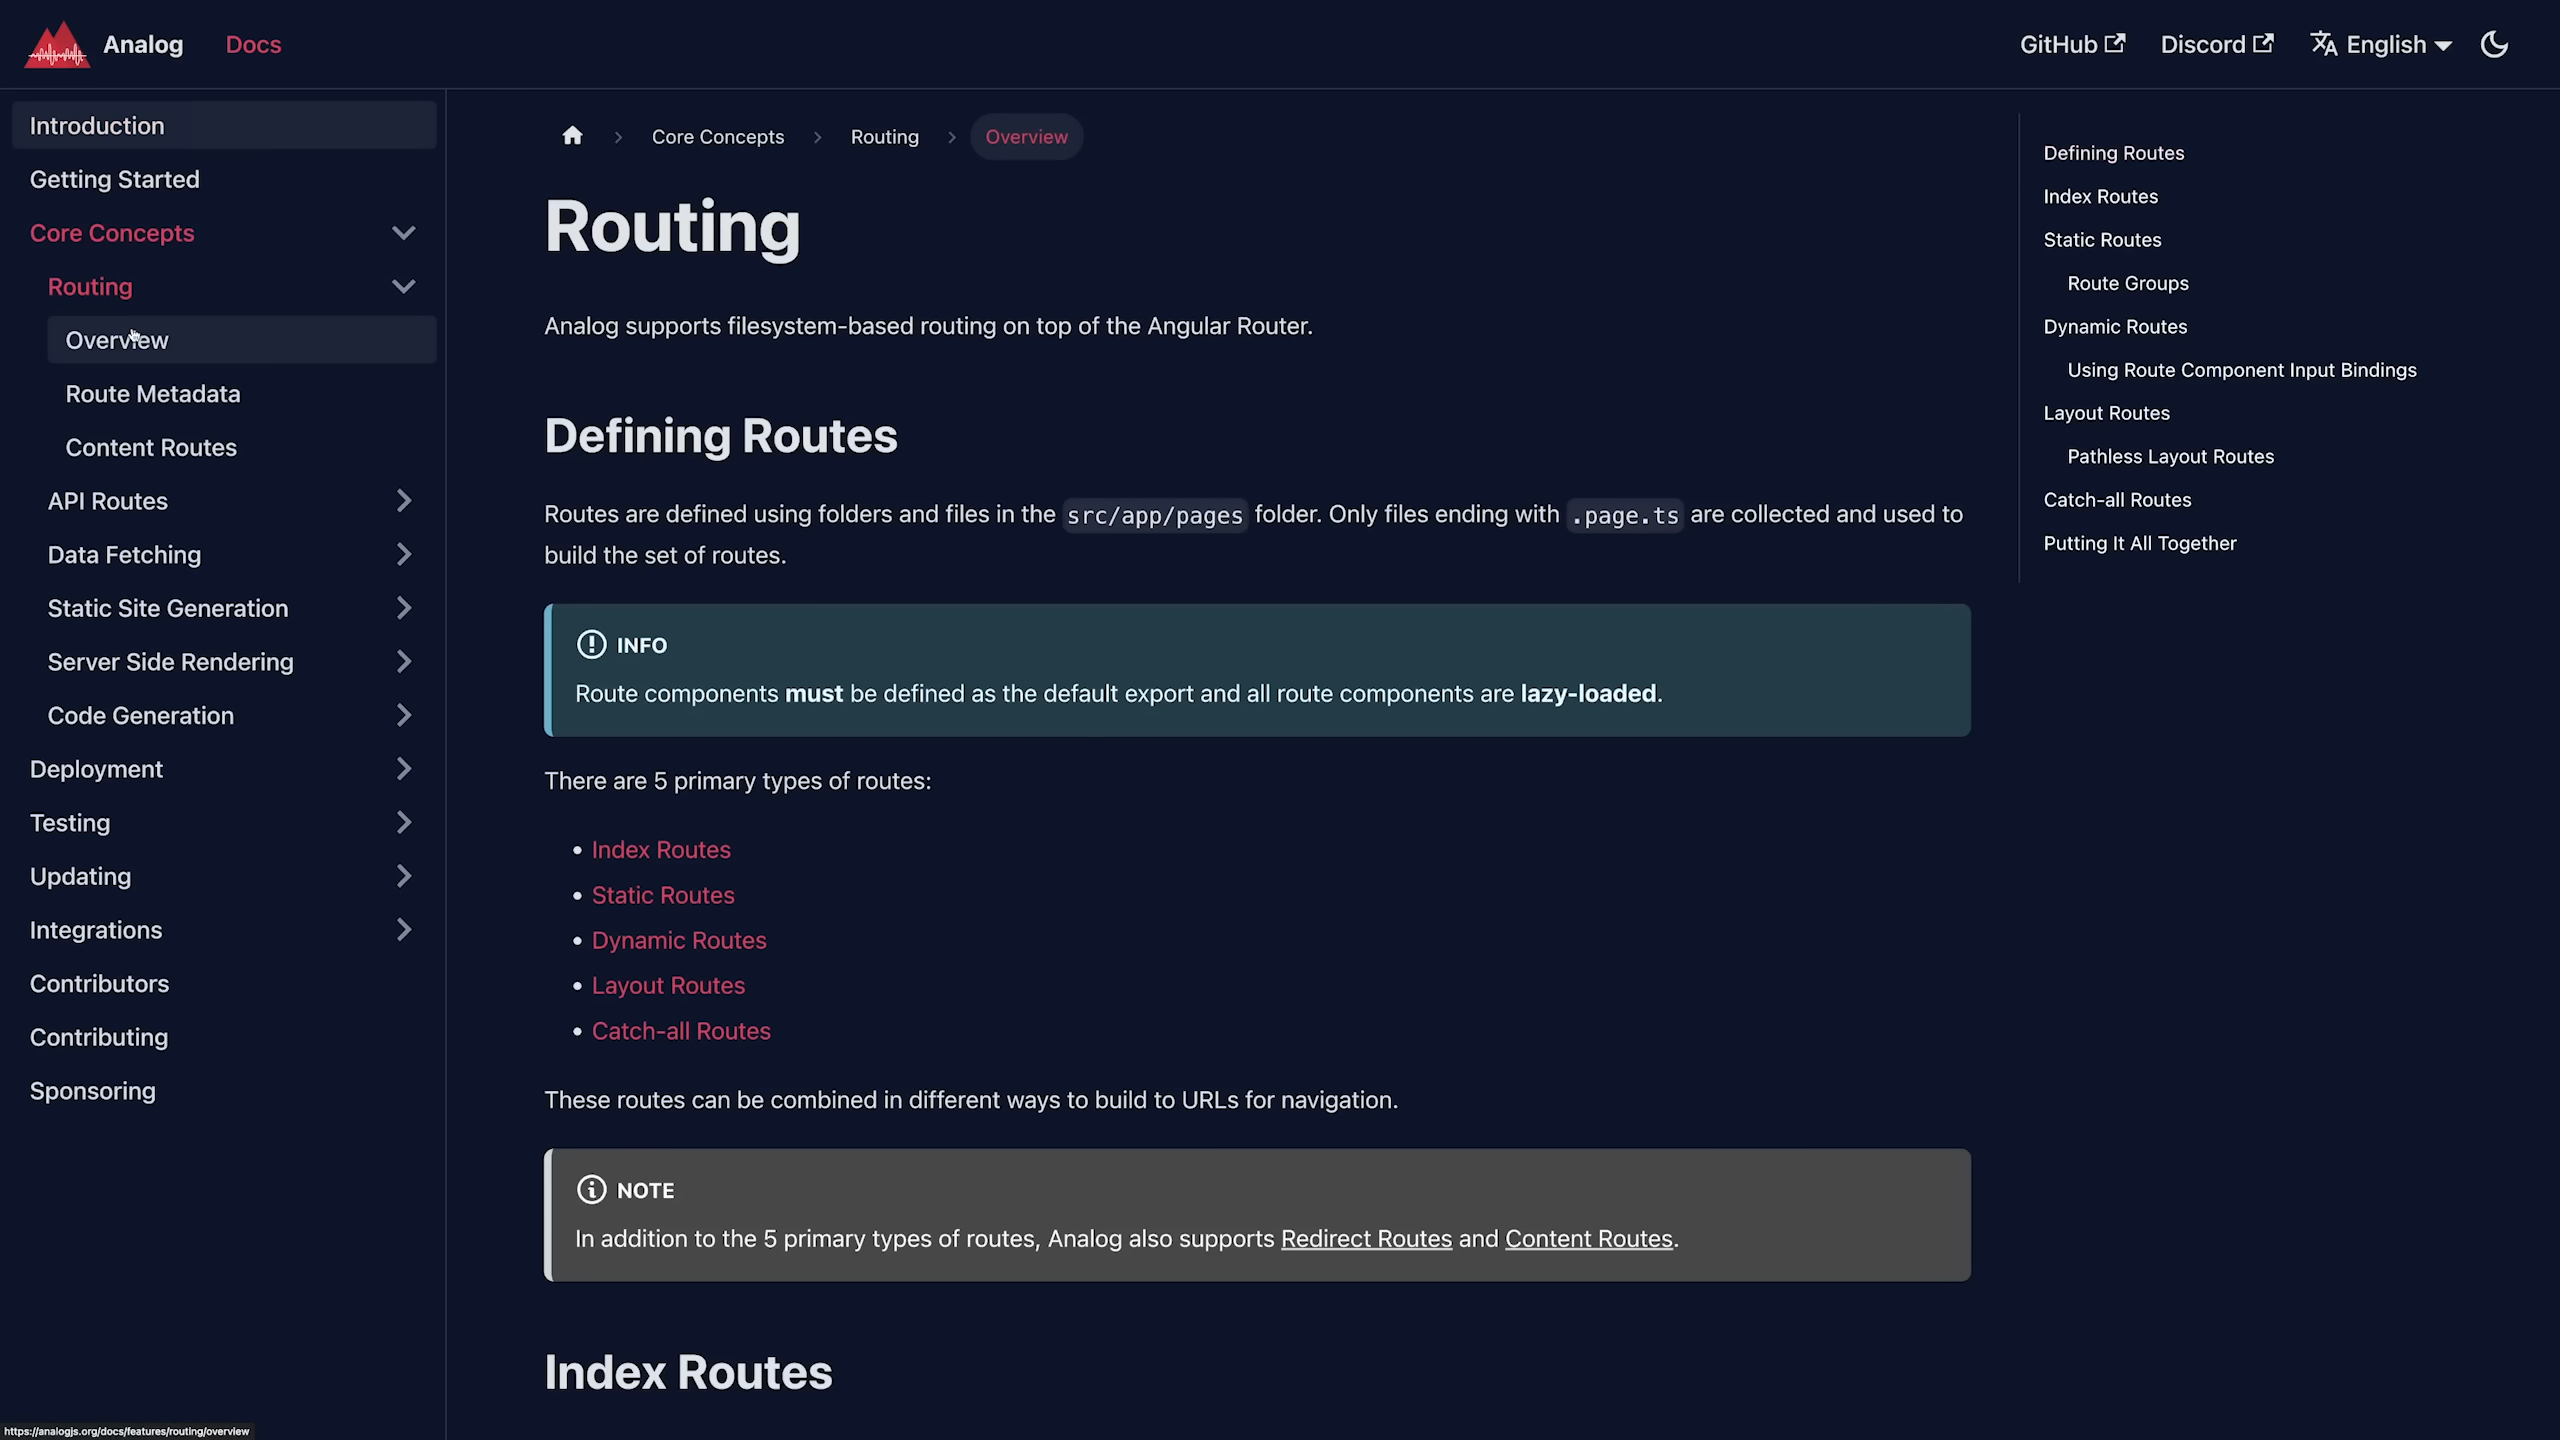 Analog
Docs
GitHub
Discord
English
Introduction
Getting Started
Core Concepts
Routing
Overview
Route Metadata
Content Routes
API Routes
Data Fetching
Static Site Generation
Server Side Rendering
Code Generation
Deployment
Testing
Updating
Integrations
Contributors
Contributing
Sponsoring
Core Concepts
Routing
Overview
Routing
Analog supports filesystem-based routing on top of the Angular Router.
Defining Routes
Routes are defined using folders and files in the src/app/pages folder. Only files ending with .page.ts are collected and used to
build the set of routes.
INFO
Route components must be defined as the default export and all route components are lazy-loaded.
There are 5 primary types of routes:
• Index Routes
• Static Routes
• Dynamic Routes
• Layout Routes
• Catch-all Routes
These routes can be combined in different ways to build to URLs for navigation.
NOTE
In addition to the 5 primary types of routes, Analog also supports Redirect Routes and Content Routes.
Index Routes
Defining Routes
Index Routes
Static Routes
Route Groups
Dynamic Routes
Using Route Component Input Bindings
Layout Routes
Pathless Layout Routes
Catch-all Routes
Putting It All Together
https://analogjs.org/docs/features/routing/overview